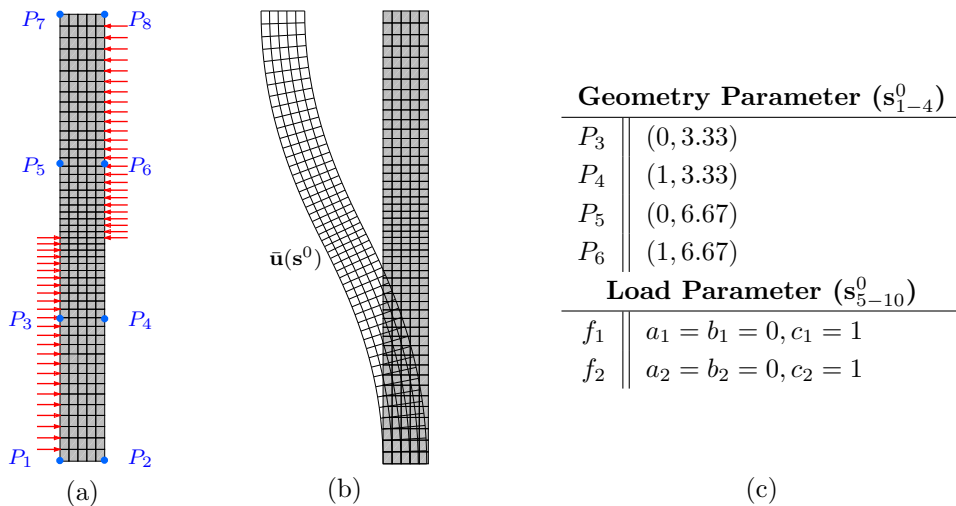 P₇ P₈
P₅ P₆
P₃ P₄
P₁ P₂
(a)
ū(s⁰)
(b)
Geometry Parameter (s⁰₁₋₄)
P₃ (0, 3.33)
P₄ (1, 3.33)
P₅ (0, 6.67)
P₆ (1, 6.67)
Load Parameter (s⁰₅₋₁₀)
f₁ a₁ = b₁ = 0, c₁ = 1
f₂ a₂ = b₂ = 0, c₂ = 1
(c)